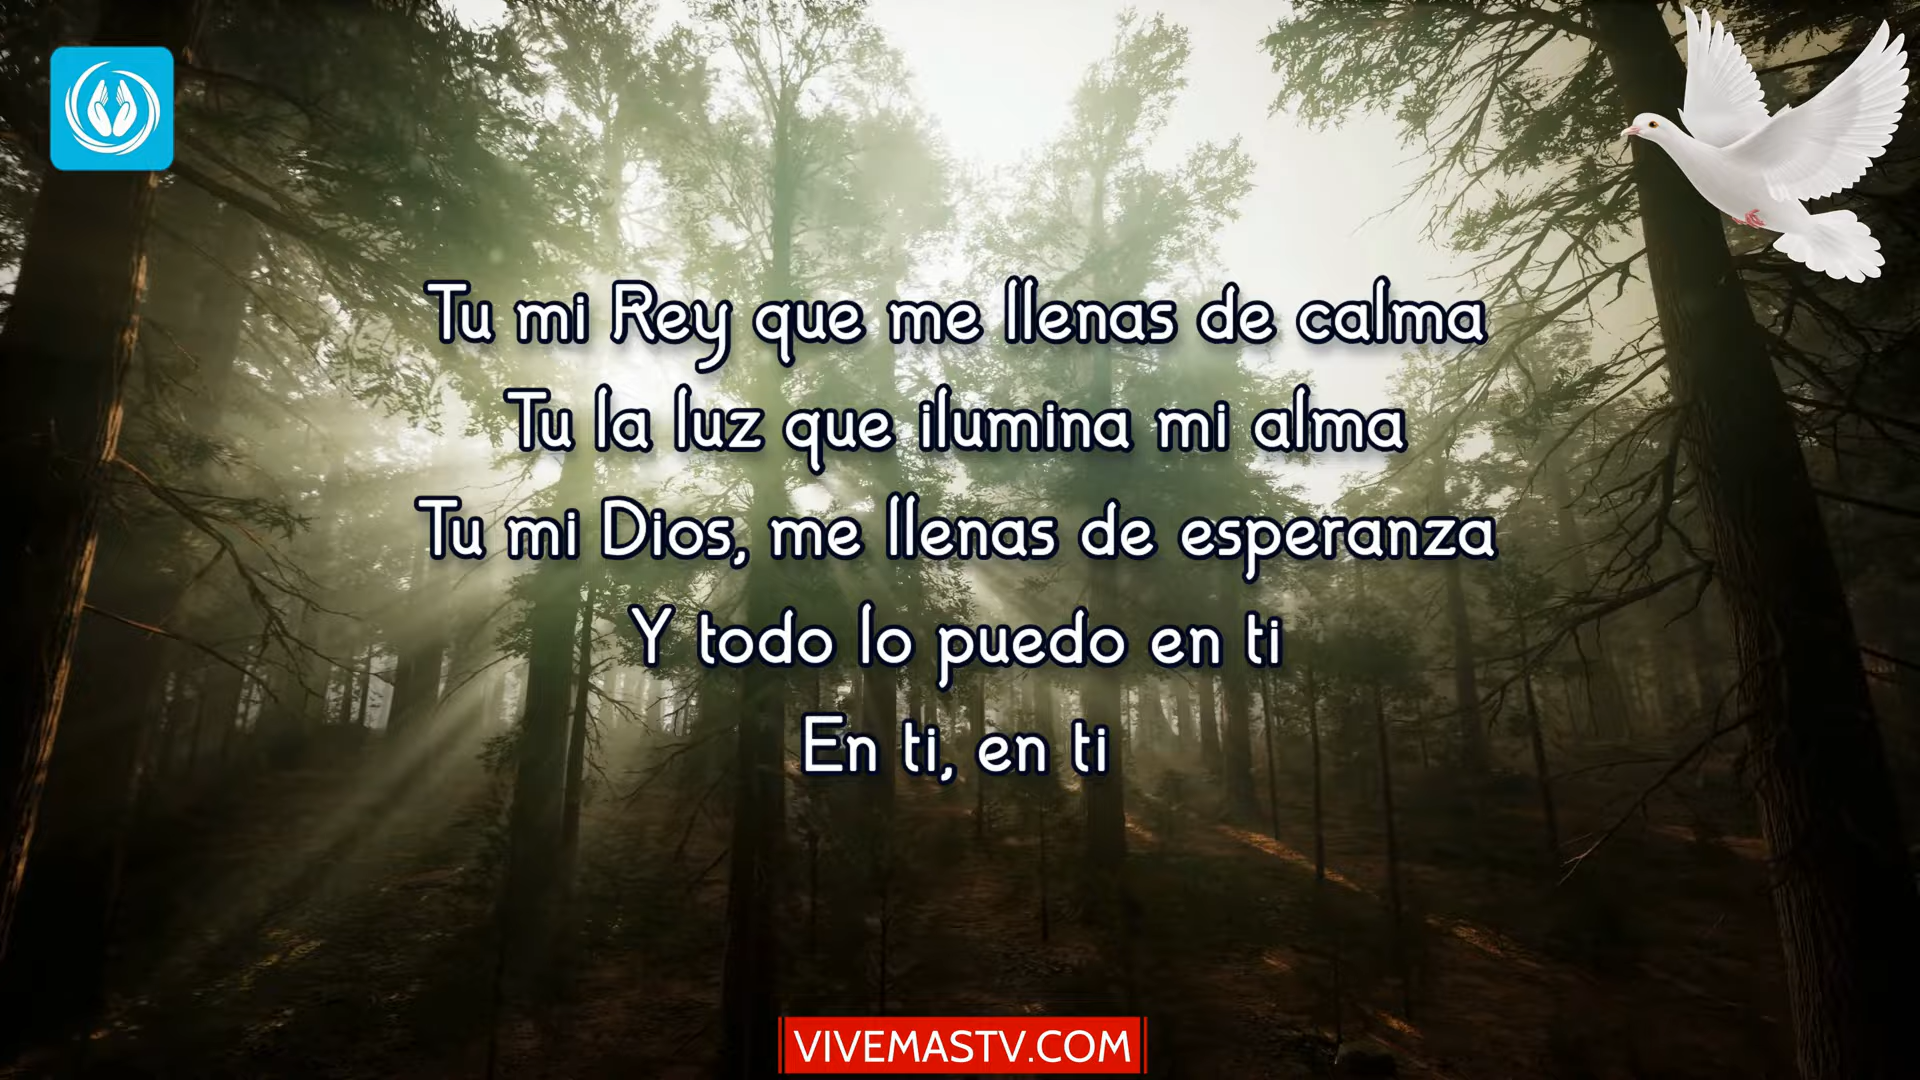 Tu mi Rey que me llenas de calma
Tu la luz que ilumina mi alma
Tu mi Dios, me llenas de esperanza
Y todo lo puedo en ti
En ti, en ti
VIVEMASTV.COM